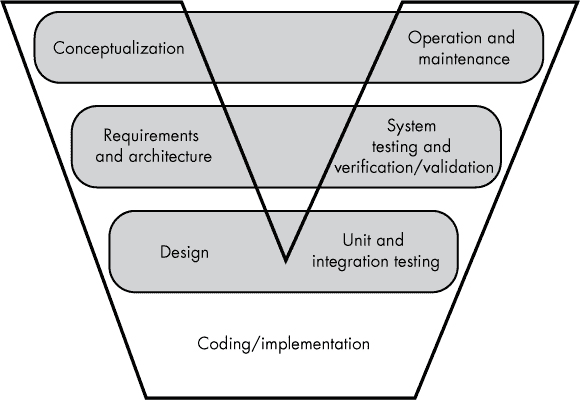 Conceptualization
Operation and
maintenance
Requirements
and architecture
System
testing and
verification/validation
Design
Unit and
integration testing
Coding/implementation